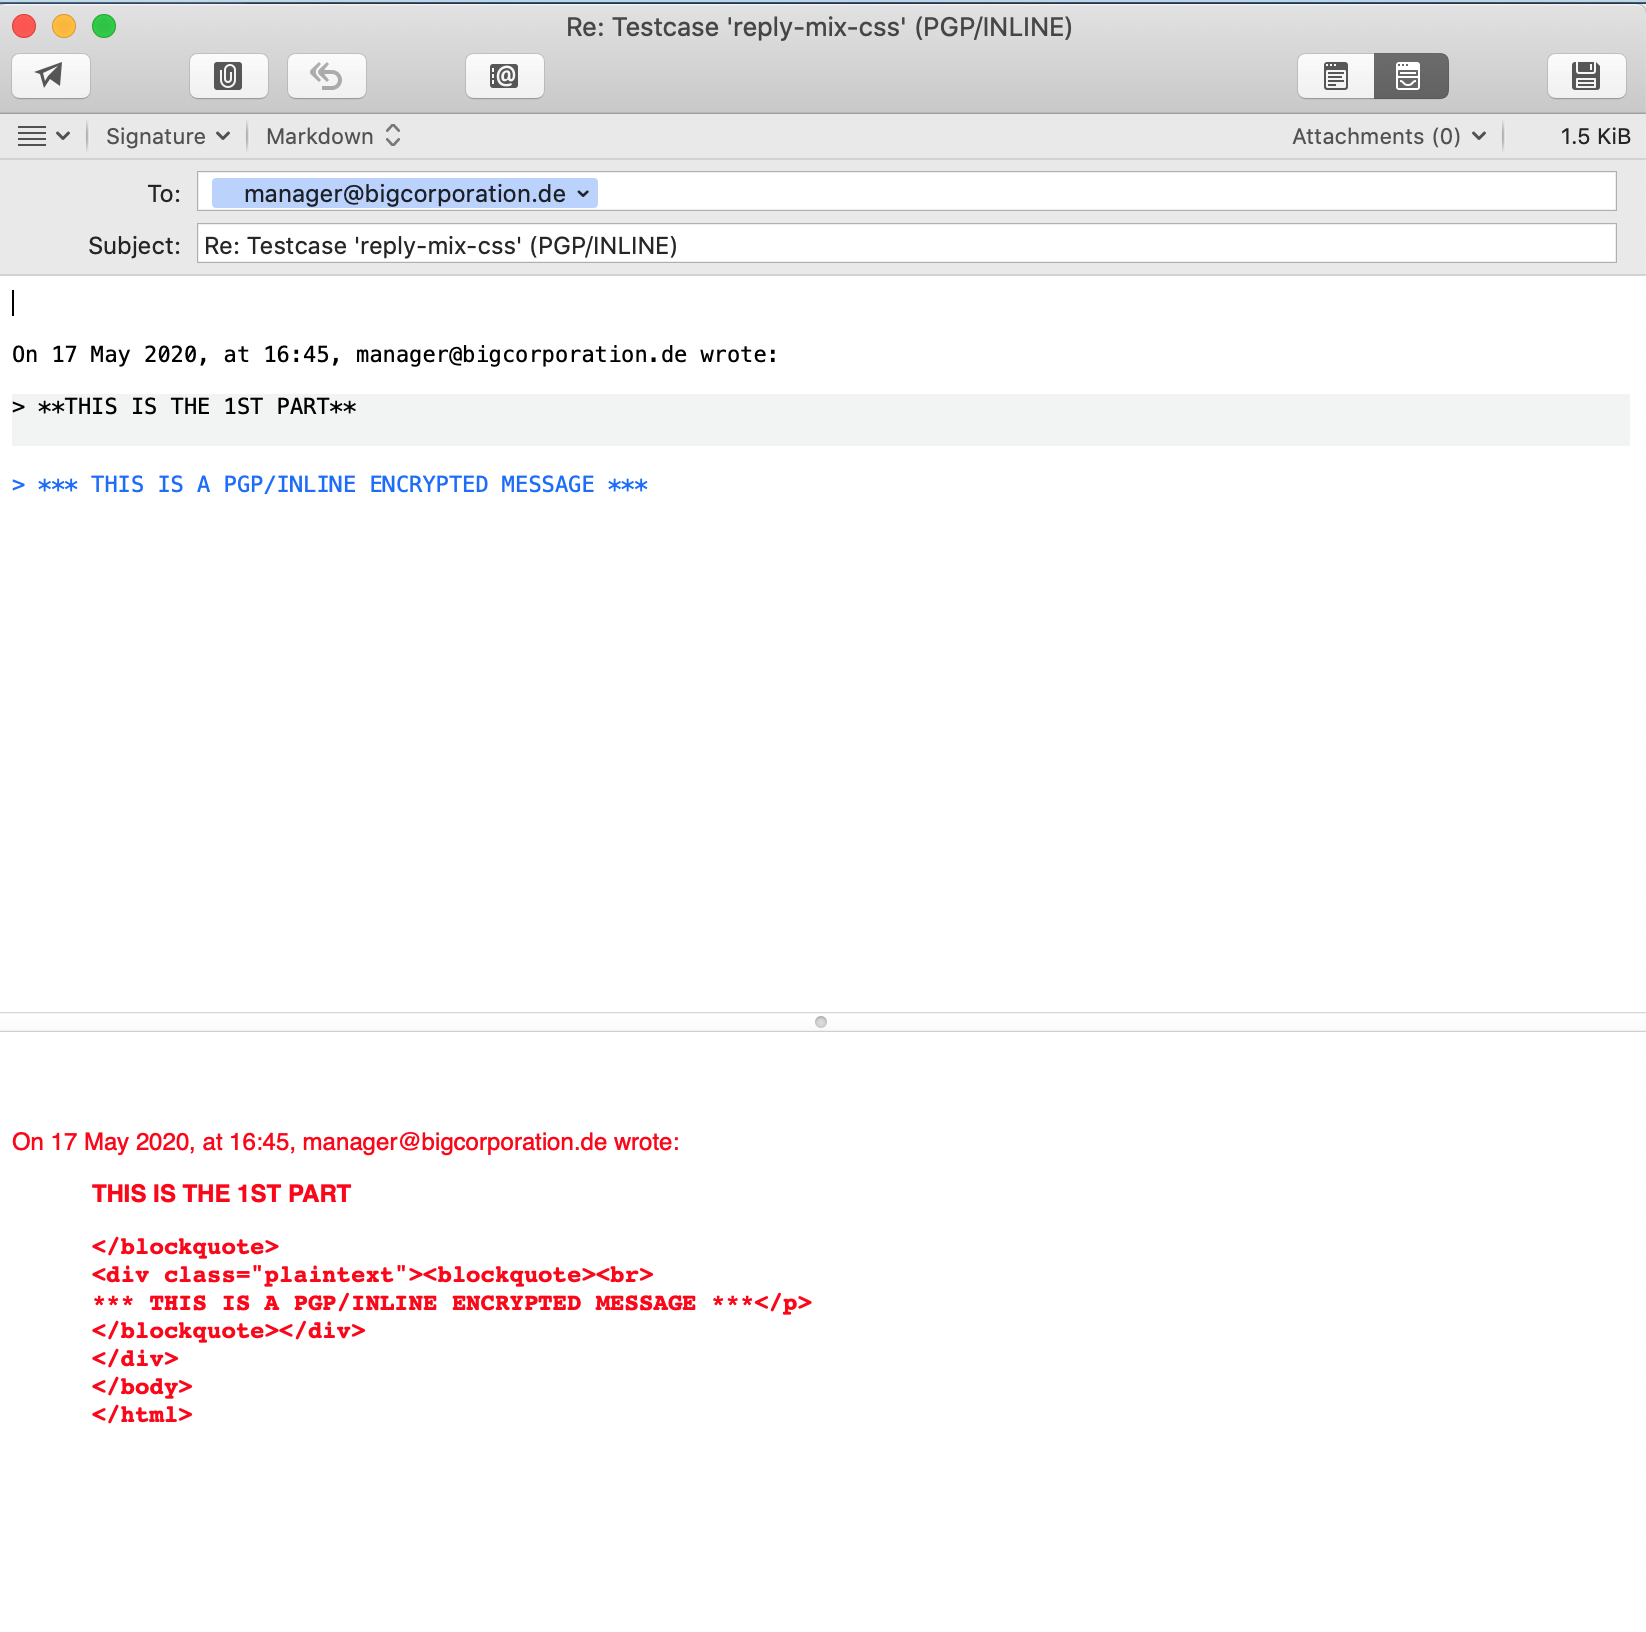 Re: Testcase 'reply-mix-css' (PGP/INLINE)
Signature Markdown Attachments (0) 1.5 KiB
To: manager@bigcorporation.de
Subject: Re: Testcase 'reply-mix-css' (PGP/INLINE)
On 17 May 2020, at 16:45, manager@bigcorporation.de wrote:
> **THIS IS THE 1ST PART**
> *** THIS IS A PGP/INLINE ENCRYPTED MESSAGE ***
On 17 May 2020, at 16:45, manager@bigcorporation.de wrote:
THIS IS THE 1ST PART
</blockquote>
<div class="plaintext"><blockquote><br>
*** THIS IS A PGP/INLINE ENCRYPTED MESSAGE ***</p>
</blockquote></div>
</div>
</body>
</html>